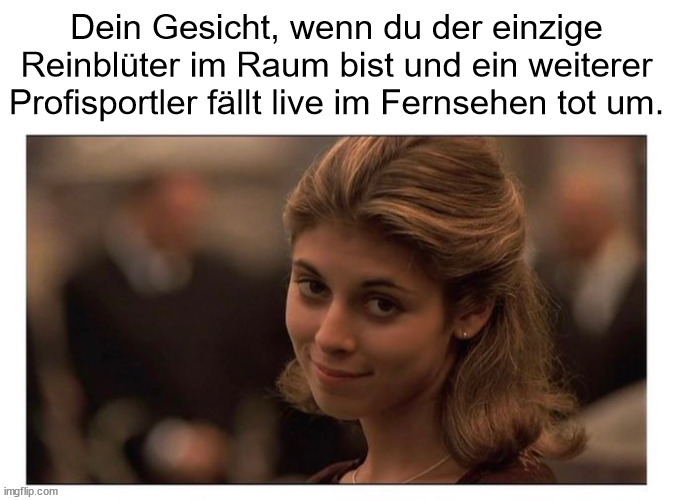 Dein Gesicht, wenn du der einzige
Reinblüter im Raum bist und ein weiterer
Profisportler fällt live im Fernsehen tot um.
imgflip.com